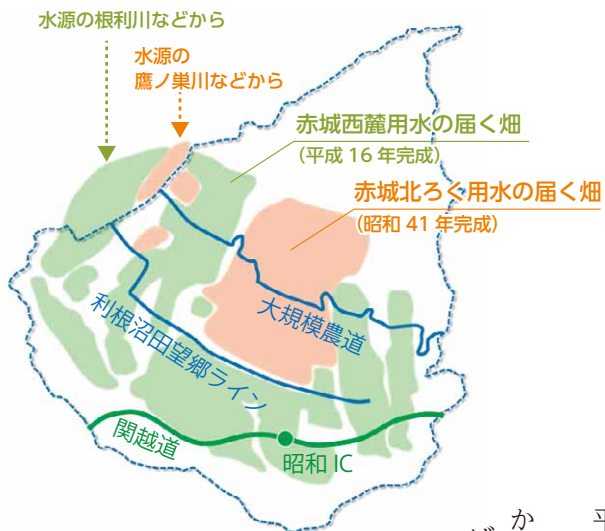 水源の根利川などから
水源の
鷹ノ巣川などから
赤城西麓用水の届く畑
(平成 16 年完成)
赤城北ろく用水の届く畑
(昭和 41 年完成)
大規模農道
利根沼田望郷ライン
関越道
昭和 IC
平
か